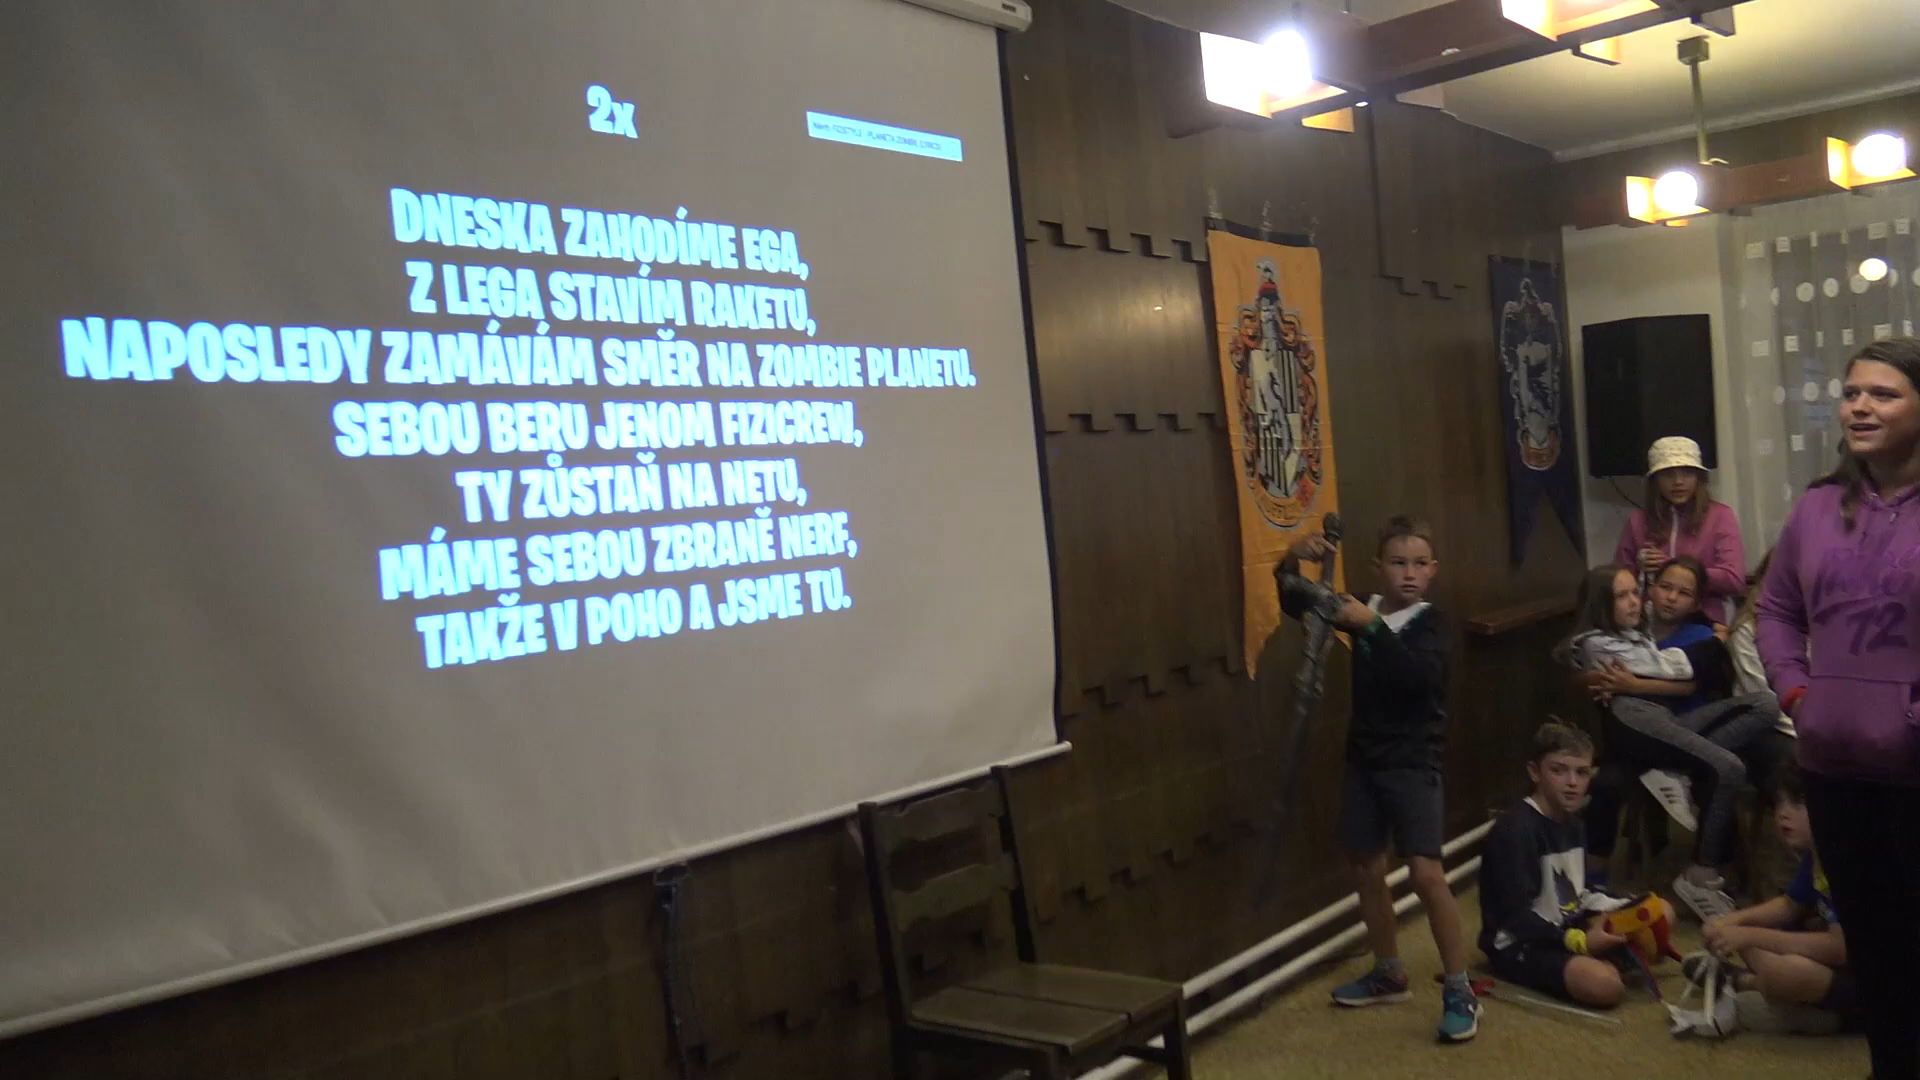 2x
DNESKA ZAHODÍME EGA,
Z LEGA STAVÍM RAKETU,
NAPOSLEDY ZAMÁVÁM SMĚR NA ZOMBIE PLANETU.
SEBOU BERU JENOM FIZICREW,
TY ZŮSTAŇ NA NETU,
MÁME SEBOU ZBRANĚ NERF,
TAKŽE V POHO A JSME TU.
72